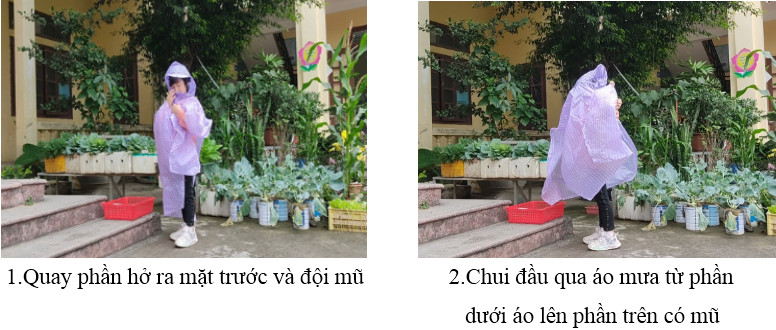 1.Quay phần hở ra mặt trước và đội mũ
2.Chui đầu qua áo mưa từ phần
dưới áo lên phần trên có mũ